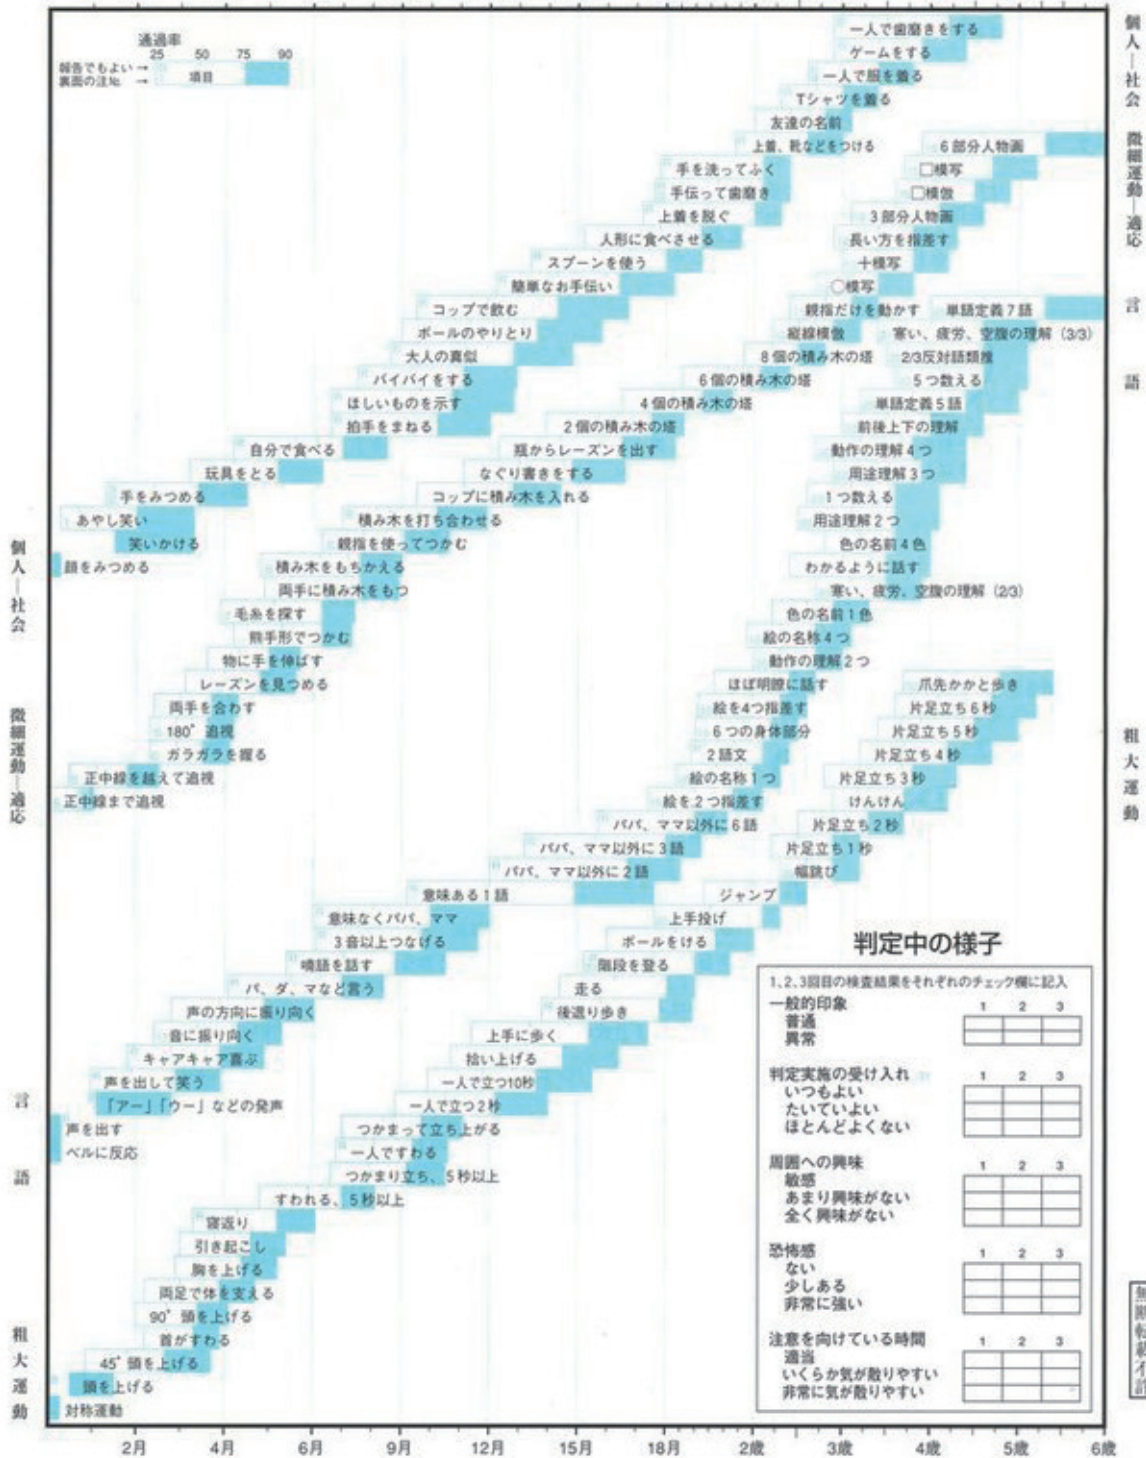 通過率
25 50 75 90
報告でもよい→
裏面の注№ →
項目
個人―社会
一人で歯磨きをする
ゲームをする
一人で服を着る
Tシャツを着る
友達の名前
上着、靴などをつける
手を洗ってふく
手伝って歯磨き
上着を脱ぐ
人形に食べさせる
スプーンを使う
簡単なお手伝い
コップで飲む
ボールのやりとり
大人の真似
バイバイをする
ほしいものを示す
拍手をまねる
自分で食べる
玩具をとる
手をみつめる
あやし笑い
笑いかける
顔をみつめる
個人―社会
微細運動―適応
6部分人物画
□模写
□模倣
3部分人物画
長い方を指差す
十模写
○模写
親指だけを動かす
縦線模倣
8個の積み木の塔
6個の積み木の塔
4個の積み木の塔
2個の積み木の塔
瓶からレーズンを出す
なぐり書きをする
コップに積み木を入れる
積み木を打ち合わせる
親指を使ってつかむ
積み木をもちかえる
両手に積み木をもつ
毛糸を探す
熊手形でつかむ
物に手を伸ばす
レーズンを見つめる
両手を合わす
180°追視
ガラガラを握る
正中線を越えて追視
正中線まで追視
微細運動―適応
言語
単語定義7語
寒い、疲労、空腹の理解(3/3)
2/3反対語類推
5つ数える
単語定義5語
前後上下の理解
動作の理解4つ
用途理解3つ
1つ数える
用途理解2つ
色の名前4色
わかるように話す
寒い、疲労、空腹の理解(2/3)
色の名前1色
絵の名称4つ
動作の理解2つ
ほぼ明瞭に話す
絵を4つ指差す
6つの身体部分
2語文
絵の名称1つ
絵を2つ指差す
パパ、ママ以外に6語
パパ、ママ以外に3語
パパ、ママ以外に2語
意味ある1語
意味なくパパ、ママ
3音以上つなげる
喃語を話す
パ、ダ、マなど言う
声の方向に振り向く
音に振り向く
キャアキャア喜ぶ
声を出して笑う
「アー」「ウー」などの発声
声を出す
ベルに反応
言語
粗大運動
爪先かかと歩き
片足立ち6秒
片足立ち5秒
片足立ち4秒
片足立ち3秒
けんけん
片足立ち2秒
片足立ち1秒
幅跳び
ジャンプ
上手投げ
ボールをける
階段を登る
走る
後退り歩き
上手に歩く
拾い上げる
一人で立つ10秒
一人で立つ2秒
つかまって立ち上がる
一人ですわる
つかまり立ち、5秒以上
すわれる、5秒以上
寝返り
引き起こし
胸を上げる
両足で体を支える
90°頭を上げる
首がすわる
45°頭を上げる
頭を上げる
対称運動
粗大運動
判定中の様子
1、2、3回目の検査結果をそれぞれのチェック欄に記入
一般的印象 1 2 3
普通
異常
判定実施の受け入れ 1 2 3
いつもよい
たいていよい
ほとんどよくない
周囲への興味 1 2 3
敏感
あまり興味がない
全く興味がない
恐怖感 1 2 3
ない
少しある
非常に強い
注意を向けている時間 1 2 3
適当
いくらか気が散りやすい
非常に気が散りやすい
無断転載不許
2月 4月 6月 9月 12月 15月 18月 2歳 3歳 4歳 5歳 6歳